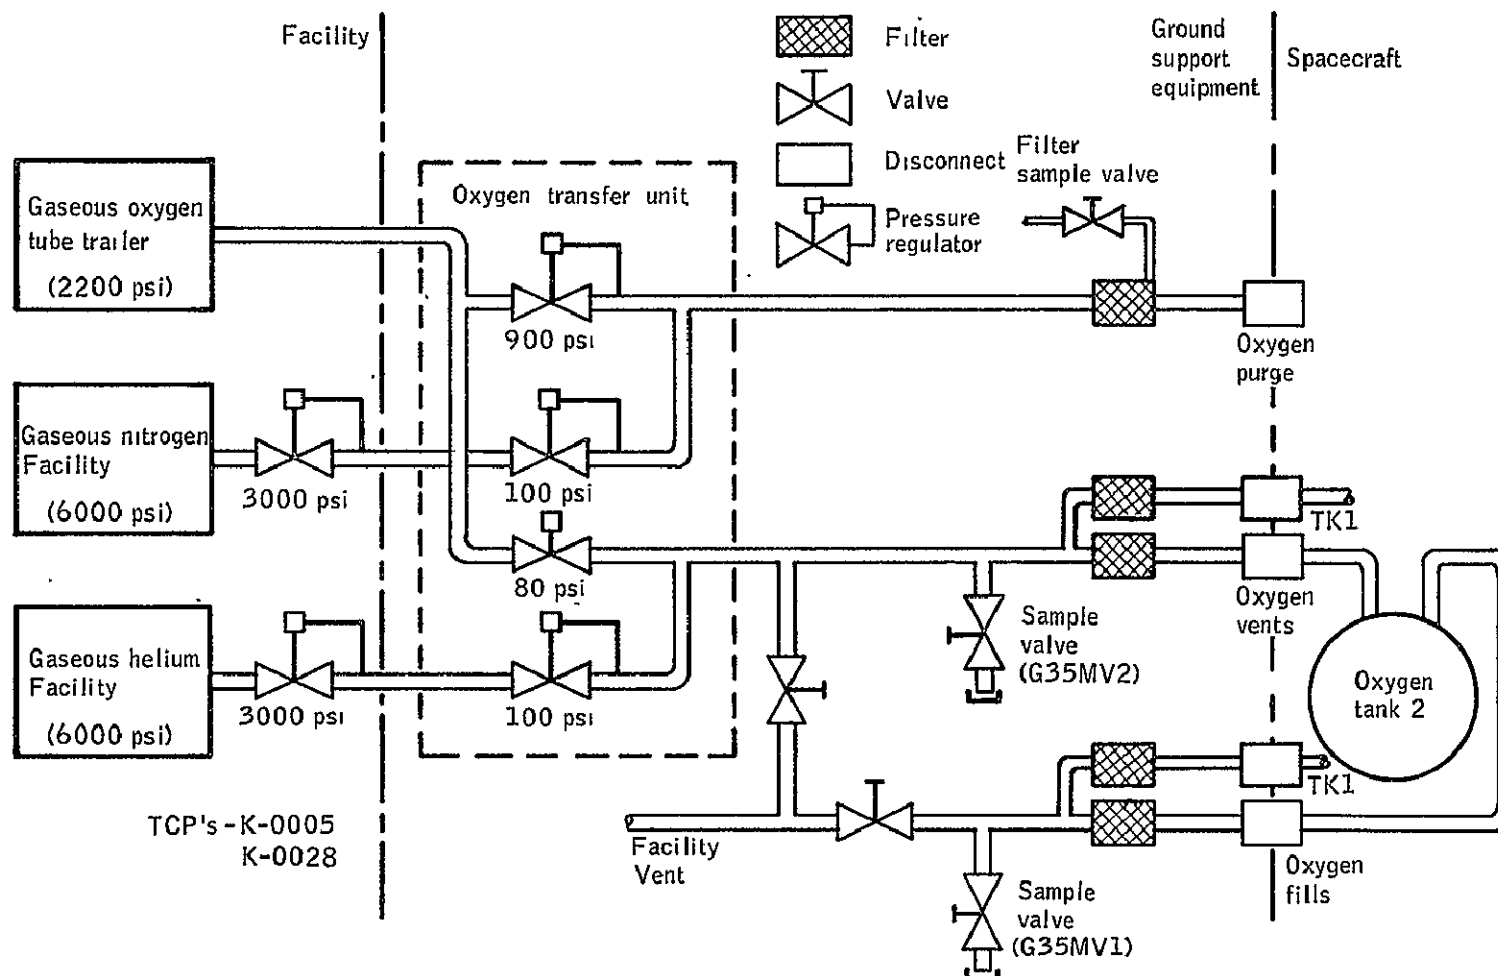 Facility
Filter
Valve
Disconnect
Pressure
regulator
Ground
support
equipment
Spacecraft
Filter
sample valve
Gaseous oxygen
tube trailer
(2200 psi)
Oxygen transfer unit
900 psi
Oxygen
purge
Gaseous nitrogen
Facility
(6000 psi)
3000 psi
100 psi
TK1
80 psi
Oxygen
vents
Sample
valve
(G35MV2)
Gaseous helium
Facility
(6000 psi)
3000 psi
100 psi
Oxygen
tank 2
TK1
TCP's - K-0005
K-0028
Facility
Vent
Oxygen
fills
Sample
valve
(G35MV1)